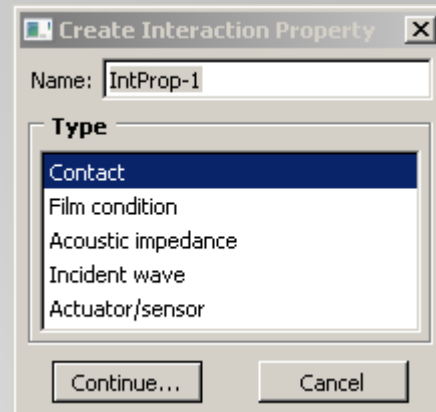 Create Interaction Property
Name: IntProp-1
Type
Contact
Film condition
Acoustic impedance
Incident wave
Actuator/sensor
Continue... Cancel